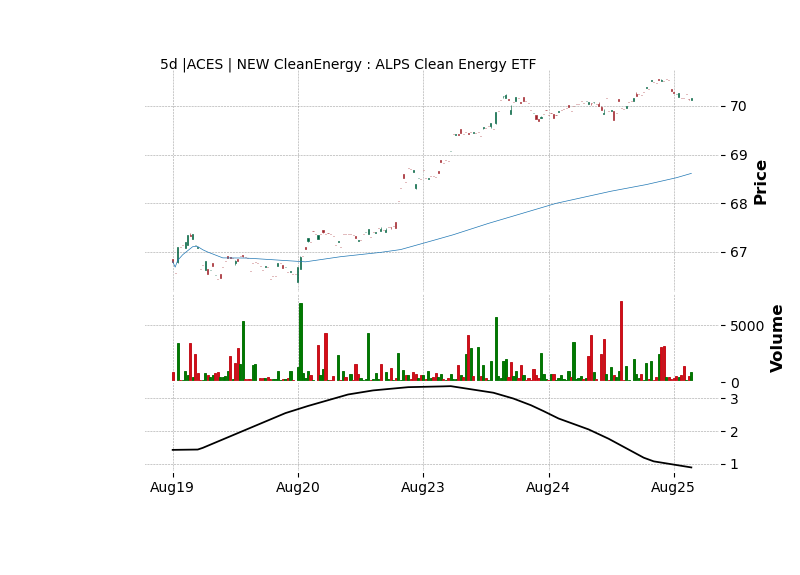 5d |ACES | NEW CleanEnergy : ALPS Clean Energy ETF
70
69
68
67
Price
5000
0
Volume
3
2
1
Aug19 Aug20 Aug23 Aug24 Aug25